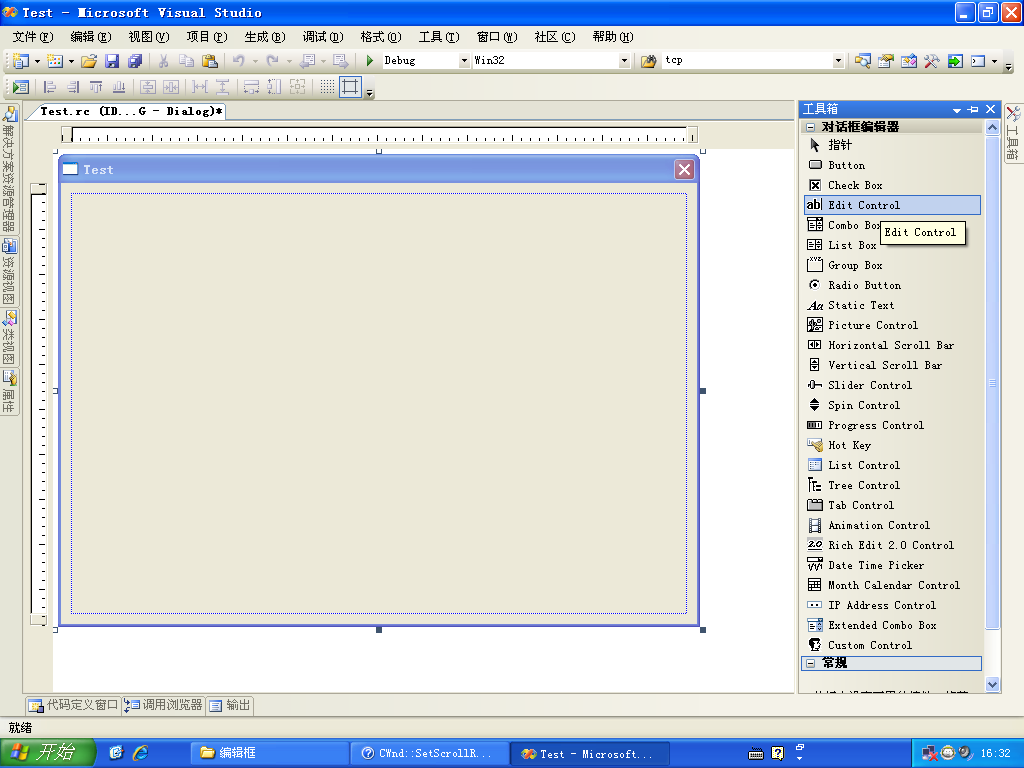 Test - Microsoft Visual Studio
文件(F) 编辑(E) 视图(V) 项目(P) 生成(B) 调试(D) 格式(O) 工具(T) 窗口(W) 社区(C) 帮助(H)
Debug Win32 tcp
Test.rc (ID...G - Dialog)*
解决方案资源管理器
资源视图
类视图
属性
Test
工具箱
对话框编辑器
指针
Button
Check Box
ab Edit Control
Combo Box
Edit Control
List Box
Group Box
Radio Button
Aa Static Text
Picture Control
Horizontal Scroll Bar
Vertical Scroll Bar
Slider Control
Spin Control
Progress Control
Hot Key
List Control
Tree Control
Tab Control
Animation Control
2.0 Rich Edit 2.0 Control
Date Time Picker
Month Calendar Control
IP Address Control
Extended Combo Box
Custom Control
常规
工具箱
代码定义窗口 调用浏览器 输出
就绪
开始 编辑框 CWnd::SetScrollR... Test - Microsoft... 16:32